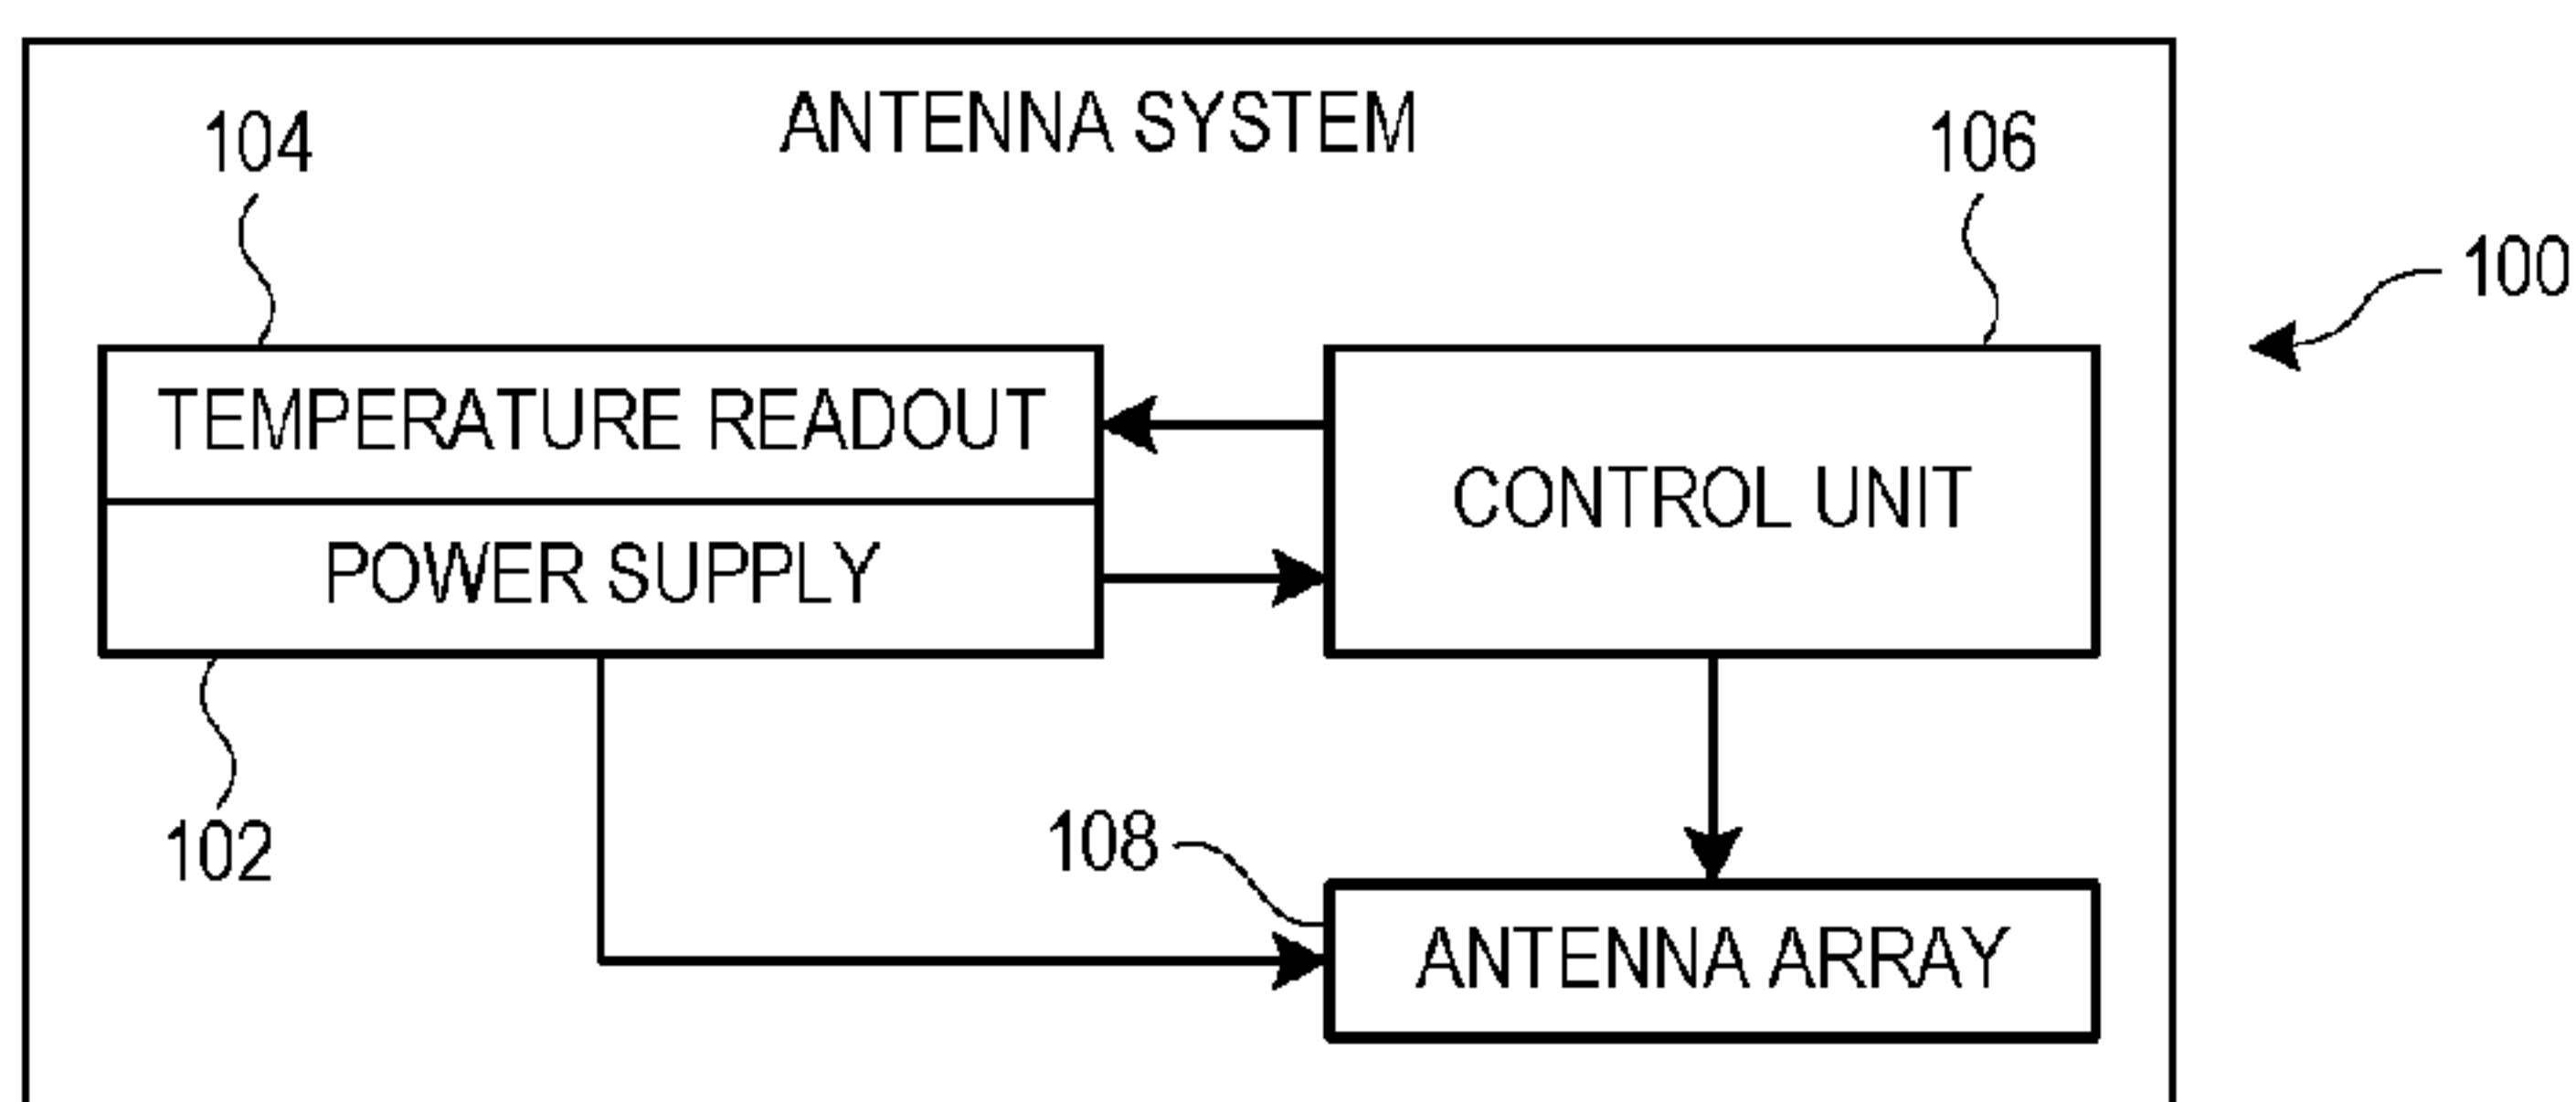 ANTENNA SYSTEM
104
106
100
TEMPERATURE READOUT
CONTROL UNIT
POWER SUPPLY
102
108
ANTENNA ARRAY